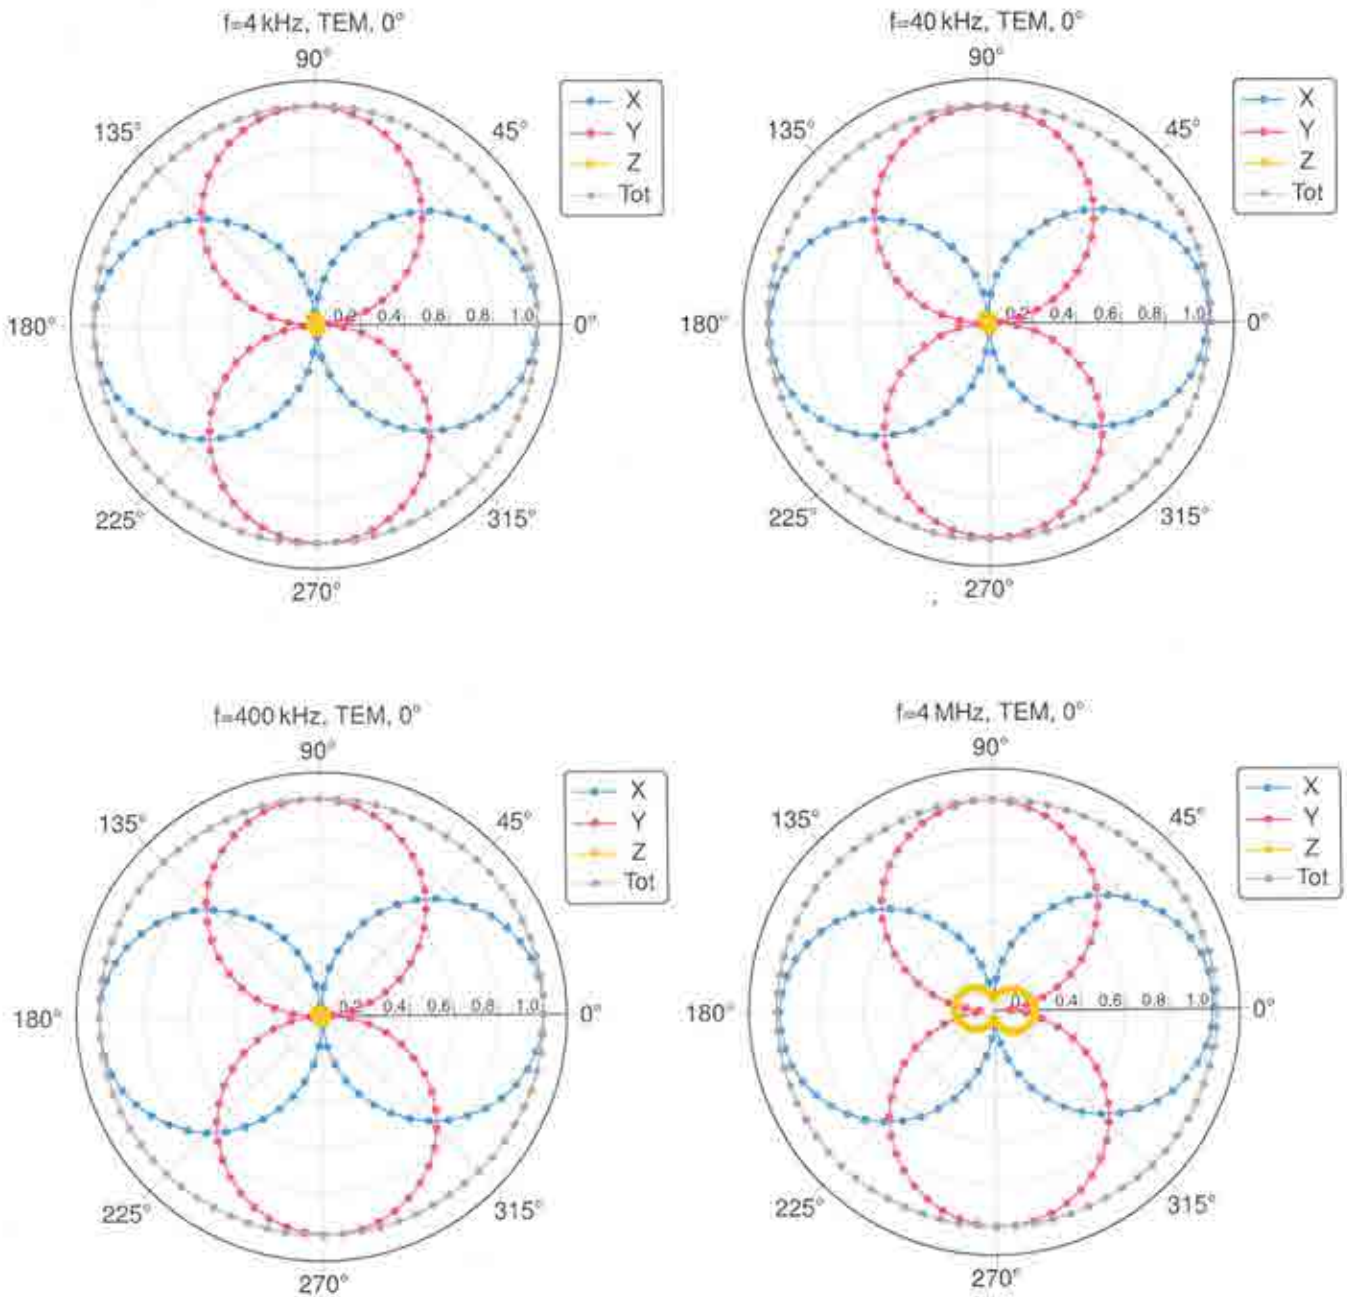 f=4 kHz, TEM, 0°
90°
135°
45°
180°
0.2 0.4 0.6 0.8 1.0
0°
225°
315°
270°
X
Y
Z
Tot
f=40 kHz, TEM, 0°
90°
135°
45°
180°
0.2 0.4 0.6 0.8 1.0
0°
225°
315°
270°
X
Y
Z
Tot
f=400 kHz, TEM, 0°
90°
135°
45°
180°
0.2 0.4 0.6 0.8 1.0
0°
225°
315°
270°
X
Y
Z
Tot
f=4 MHz, TEM, 0°
90°
135°
45°
180°
0.2 0.4 0.6 0.8 1.0
0°
225°
315°
270°
X
Y
Z
Tot